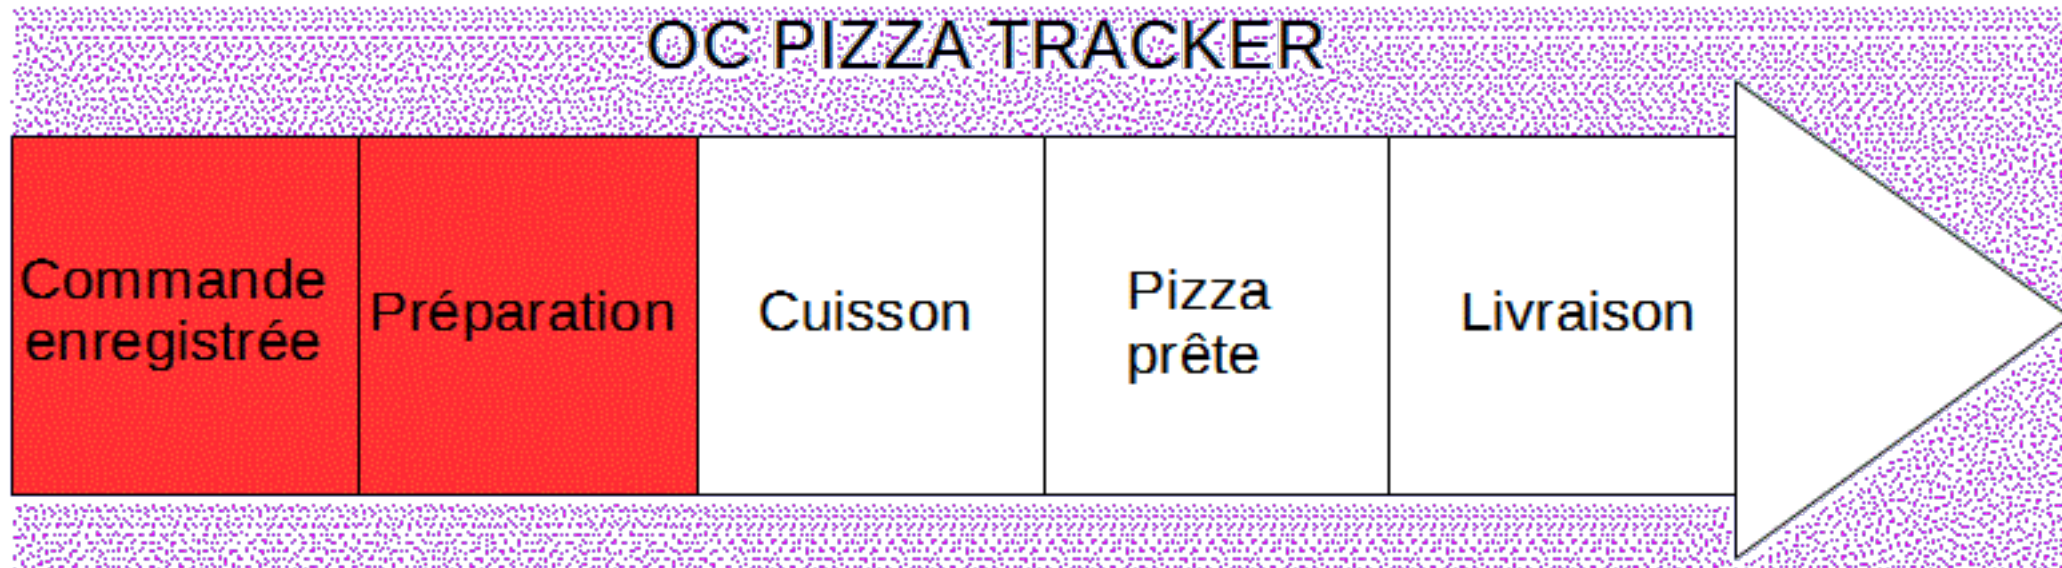 OC PIZZA TRACKER
Commande
enregistrée
Préparation
Cuisson
Pizza
prête
Livraison